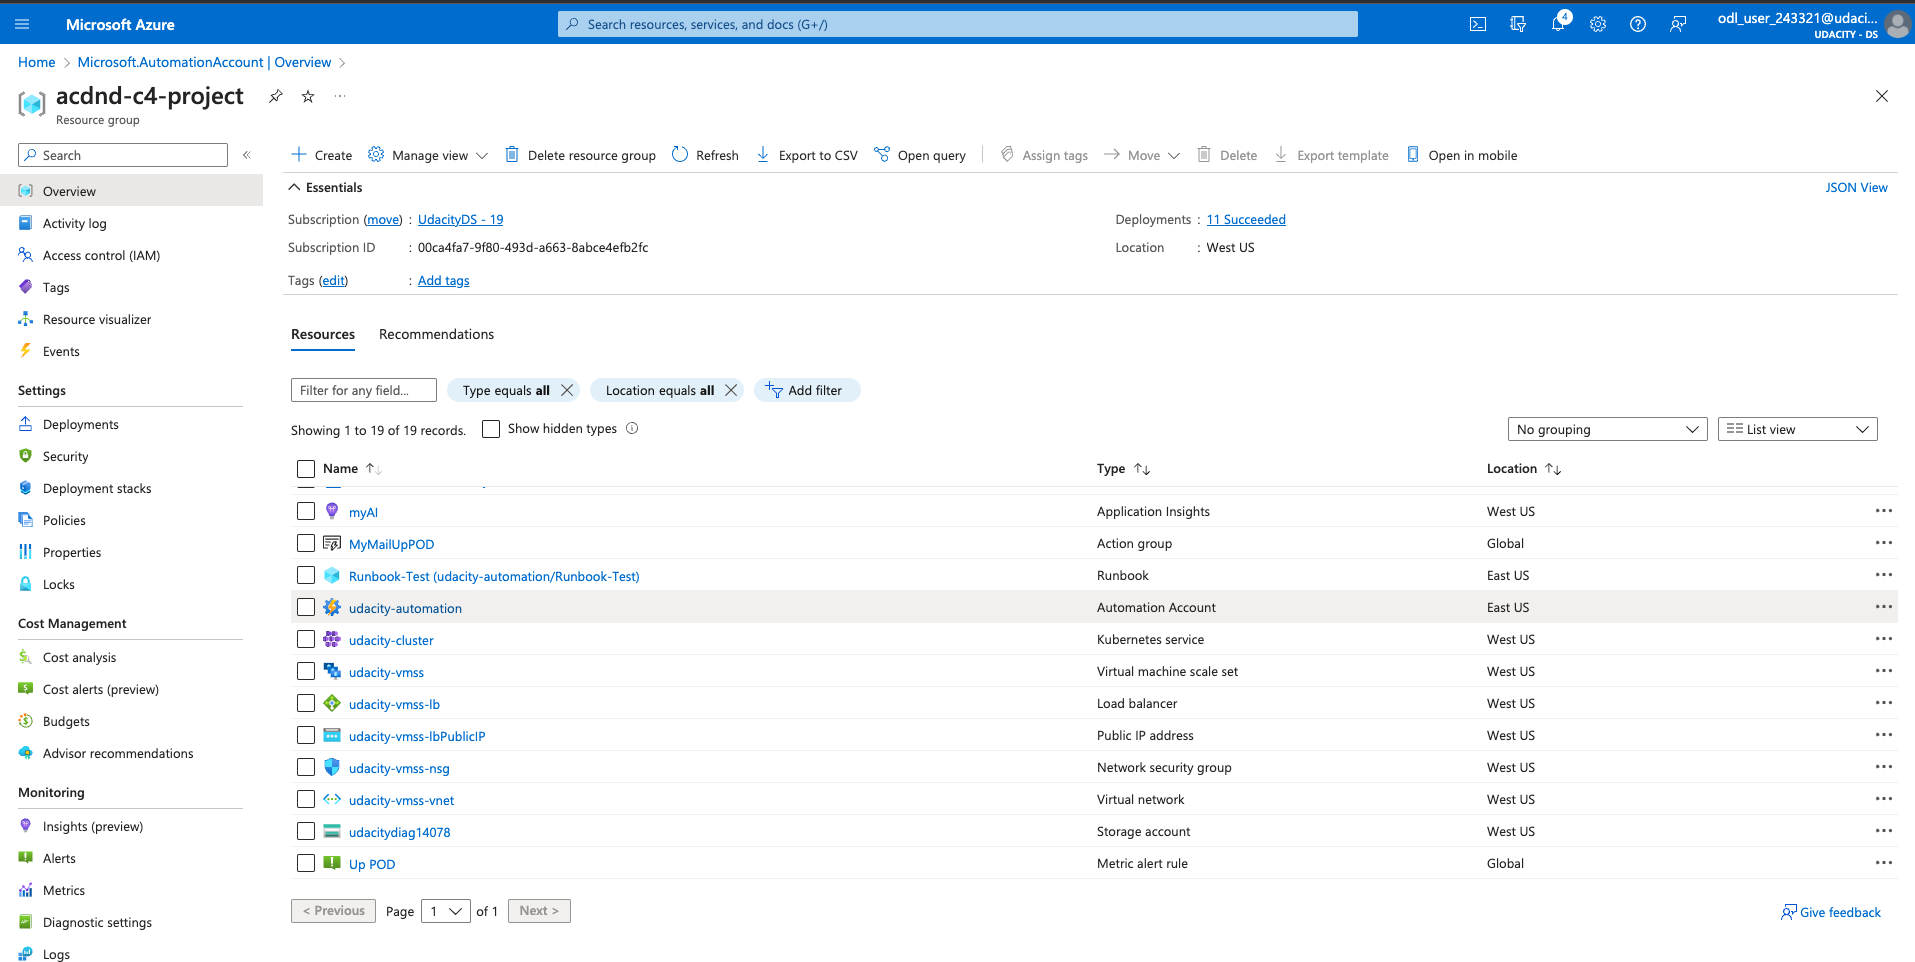 Microsoft Azure
Search resources, services, and docs (G+/)
4
odl_user_243321@udaci...
UDACITY - DS
Home > Microsoft.AutomationAccount | Overview >
acdnd-c4-project
Resource group
Search
Create Manage view Delete resource group Refresh Export to CSV Open query Assign tags Move Delete Export template Open in mobile
Overview
Activity log
Access control (IAM)
Tags
Resource visualizer
Events
Settings
Deployments
Security
Deployment stacks
Policies
Properties
Locks
Cost Management
Cost analysis
Cost alerts (preview)
Budgets
Advisor recommendations
Monitoring
Insights (preview)
Alerts
Metrics
Diagnostic settings
Logs
Essentials
JSON View
Subscription (move) : UdacityDS - 19
Subscription ID : 00ca4fa7-9f80-493d-a663-8abce4efb2fc
Tags (edit) : Add tags
Deployments : 11 Succeeded
Location : West US
Resources Recommendations
Filter for any field... Type equals all Location equals all Add filter
Showing 1 to 19 of 19 records. Show hidden types
No grouping List view
Name Type Location
myAI Application Insights West US
MyMailUpPOD Action group Global
Runbook-Test (udacity-automation/Runbook-Test) Runbook East US
udacity-automation Automation Account East US
udacity-cluster Kubernetes service West US
udacity-vmss Virtual machine scale set West US
udacity-vmss-lb Load balancer West US
udacity-vmss-lbPublicIP Public IP address West US
udacity-vmss-nsg Network security group West US
udacity-vmss-vnet Virtual network West US
udacitydiag14078 Storage account West US
Up POD Metric alert rule Global
< Previous Page 1 of 1 Next >
Give feedback